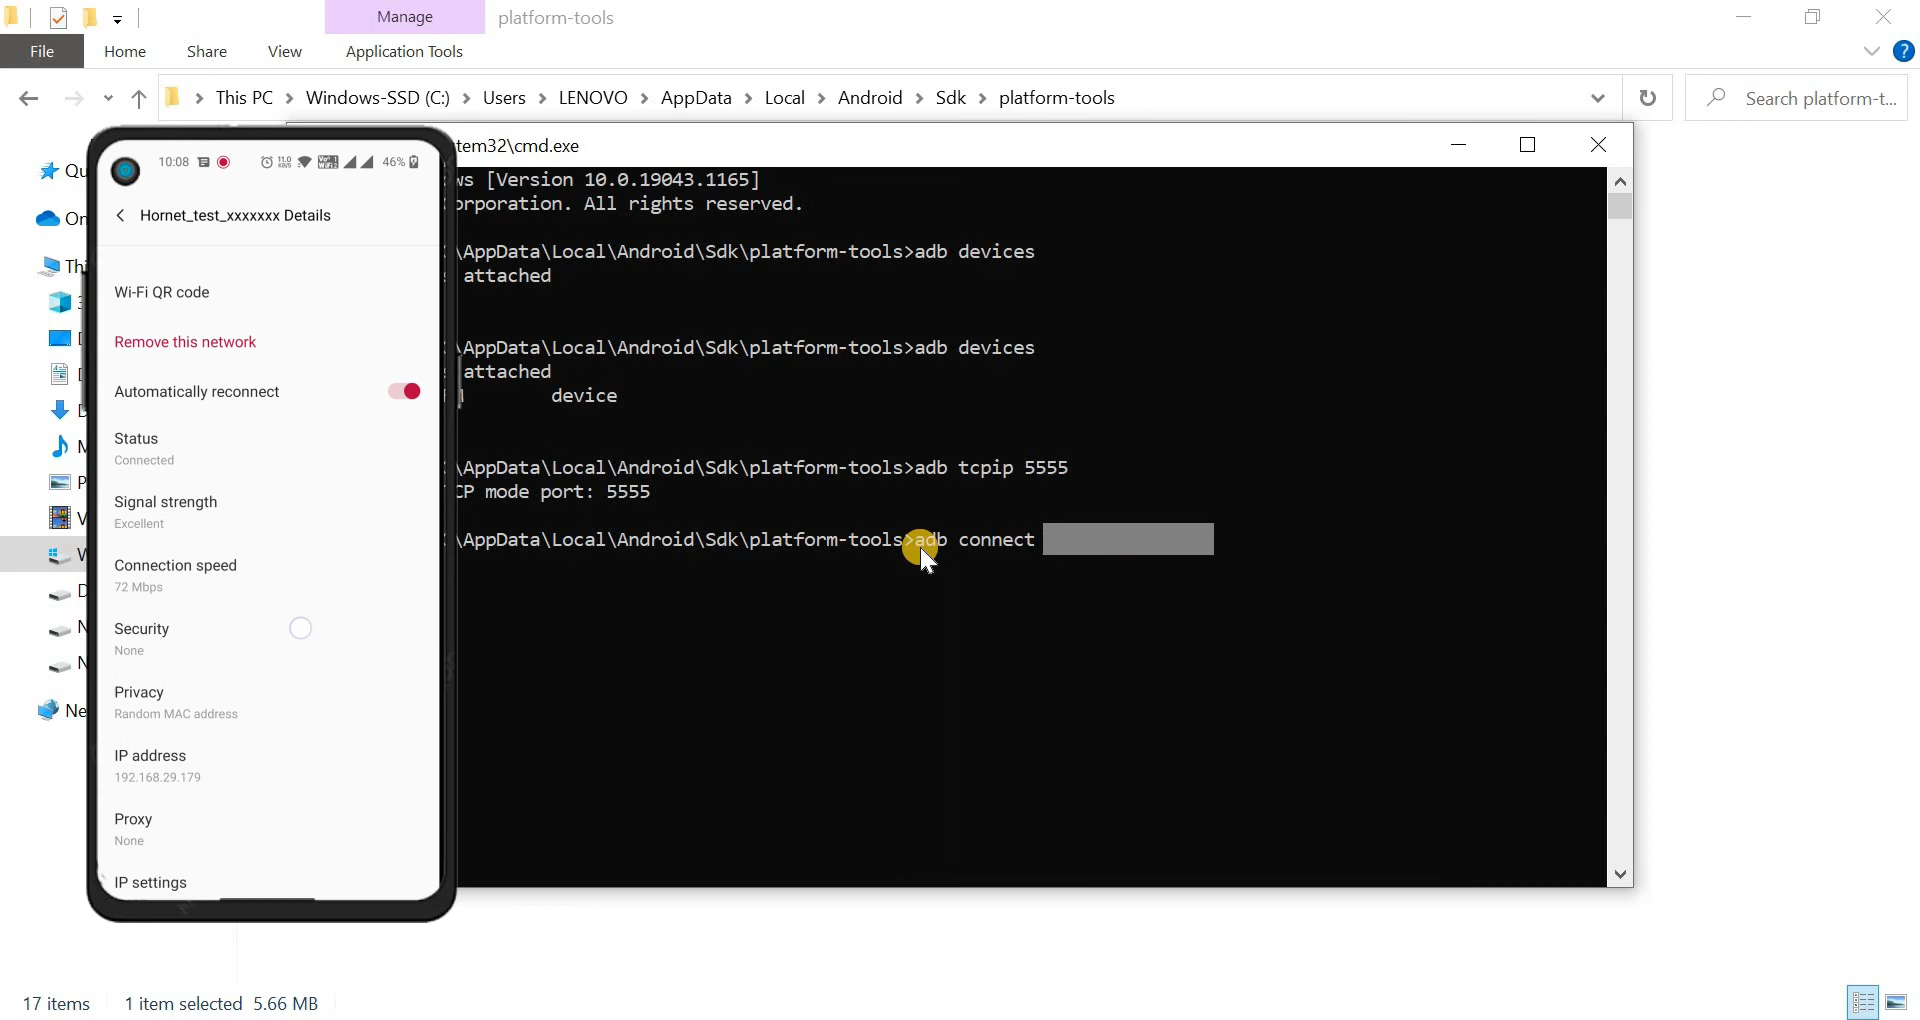 Manage
platform-tools
File
Home
Share
View
Application Tools
This PC
Windows-SSD (C:)
Users
LENOVO
AppData
Local
Android
Sdk
platform-tools
Search platform-t...
tem32\cmd.exe
ws [Version 10.0.19043.1165]
orporation. All rights reserved.
\AppData\Local\Android\Sdk\platform-tools>adb devices
attached
\AppData\Local\Android\Sdk\platform-tools>adb devices
attached
device
\AppData\Local\Android\Sdk\platform-tools>adb tcpip 5555
CP mode port: 5555
\AppData\Local\Android\Sdk\platform-tools>adb connect
10:08
46%
Hornet_test_xxxxxxx Details
Wi-Fi QR code
Remove this network
Automatically reconnect
Status
Connected
Signal strength
Excellent
Connection speed
72 Mbps
Security
None
Privacy
Random MAC address
IP address
192.168.29.179
Proxy
None
IP settings
Qu
On
Thi
3
D
D
D
M
P
V
W
D
N
N
Ne
17 items
1 item selected 5.66 MB